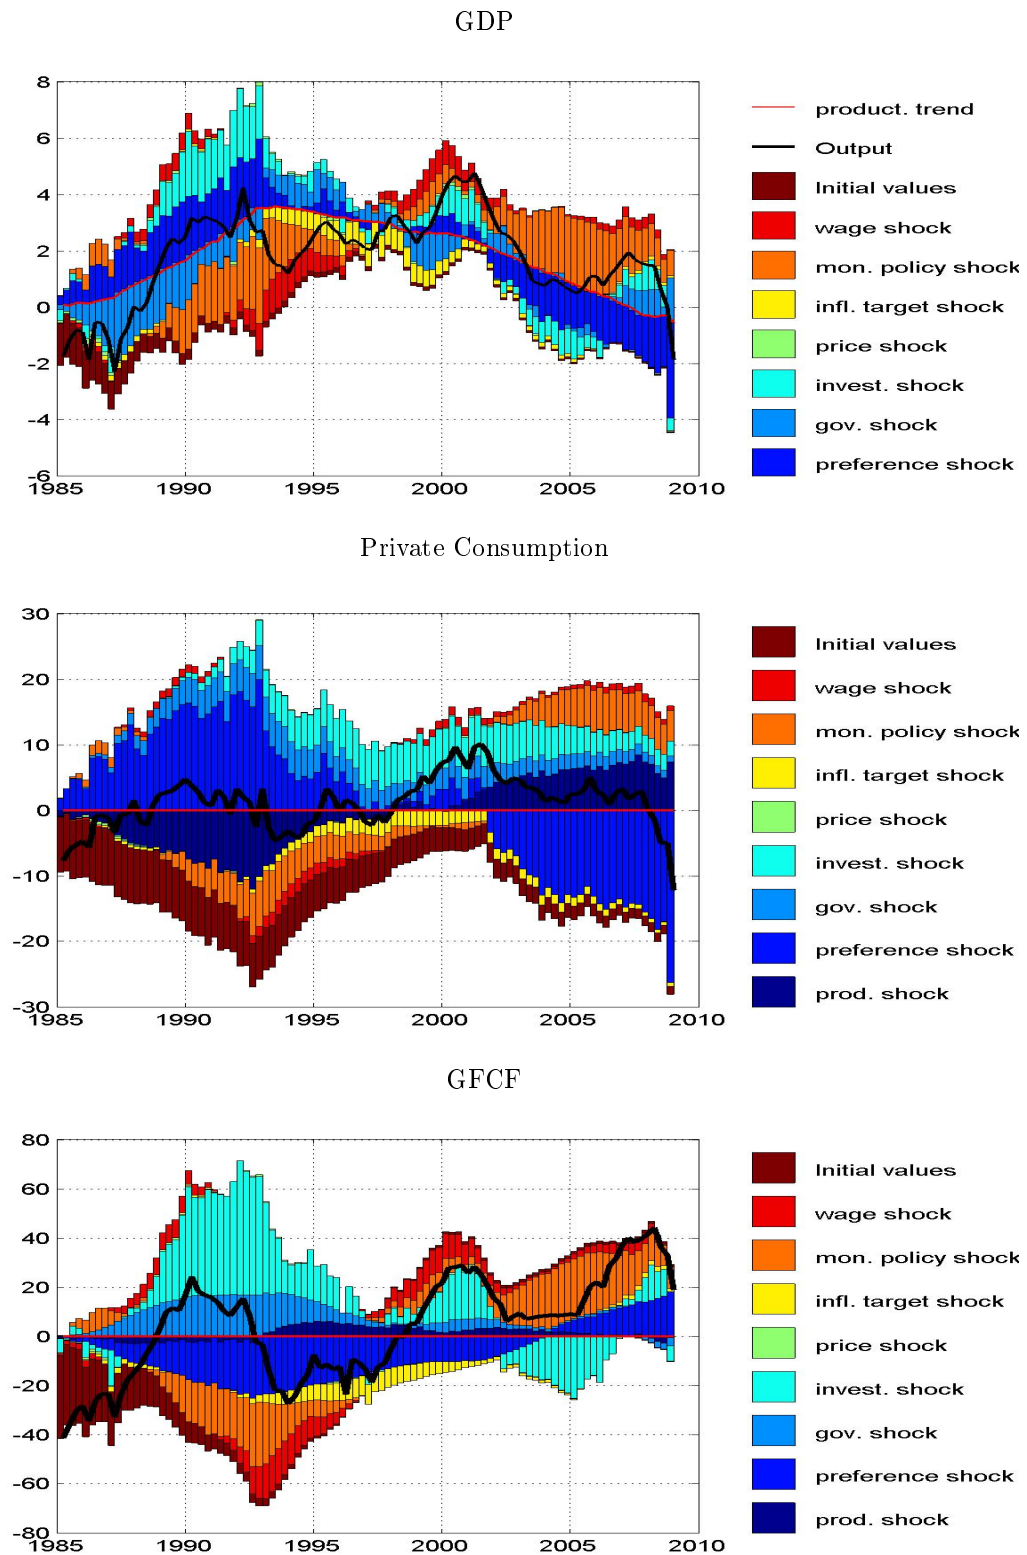 GDP
8
6
4
2
0
-2
-4
-6
1985 1990 1995 2000 2005 2010
product. trend
Output
Initial values
wage shock
mon. policy shock
infl. target shock
price shock
invest. shock
gov. shock
preference shock
Private Consumption
30
20
10
0
-10
-20
-30
1985 1990 1995 2000 2005 2010
Initial values
wage shock
mon. policy shock
infl. target shock
price shock
invest. shock
gov. shock
preference shock
prod. shock
GFCF
80
60
40
20
0
-20
-40
-60
-80
1985 1990 1995 2000 2005 2010
Initial values
wage shock
mon. policy shock
infl. target shock
price shock
invest. shock
gov. shock
preference shock
prod. shock